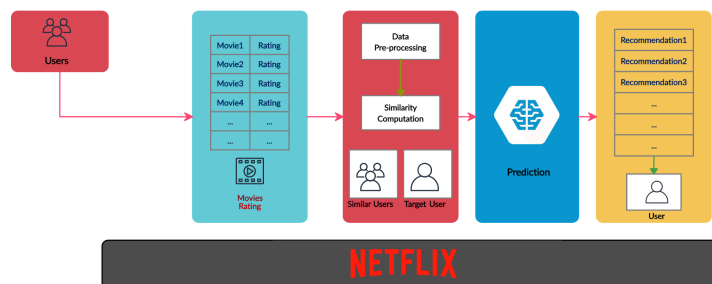 Users
Movie1 Rating
Movie2 Rating
Movie3 Rating
Movie4 Rating
... ...
... ...
Movies
Rating
Data
Pre-processing
Similarity
Computation
Similar Users
Target User
Prediction
Recommendation1
Recommendation2
Recommendation3
...
...
...
User
NETFLIX